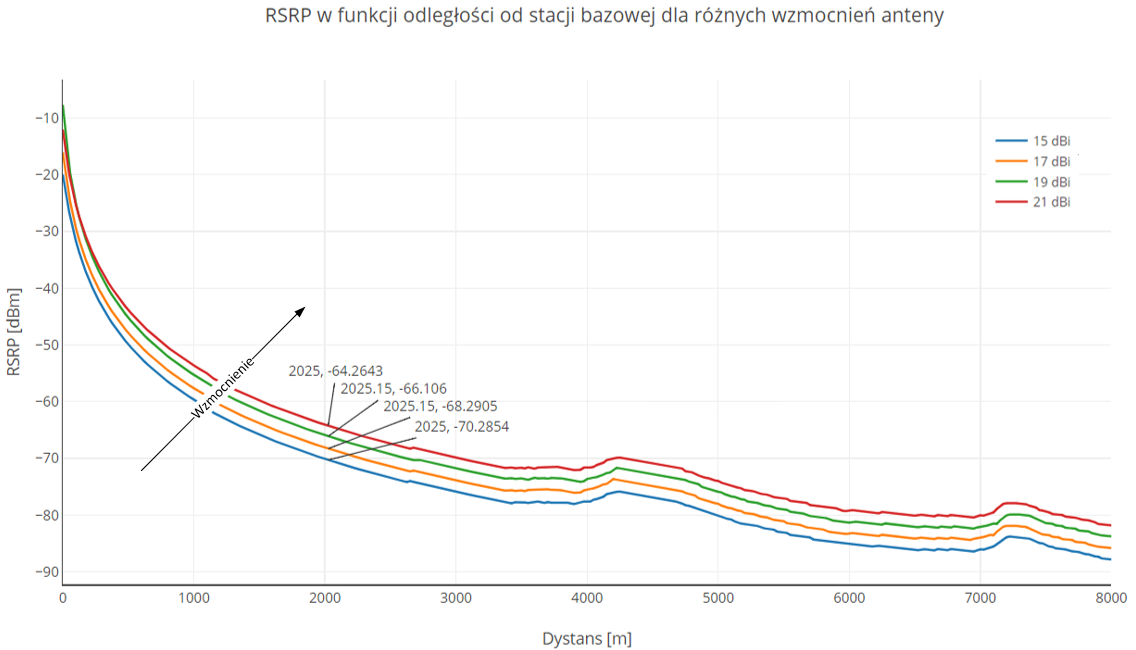 RSRP w funkcji odległości od stacji bazowej dla różnych wzmocnień anteny
RSRP [dBm]
−10
−20
−30
−40
−50
−60
−70
−80
−90
15 dBi
17 dBi
19 dBi
21 dBi
Wzmocnienie
2025, -64.2643
2025.15, -66.106
2025.15, -68.2905
2025, -70.2854
0
1000
2000
3000
4000
5000
6000
7000
8000
Dystans [m]